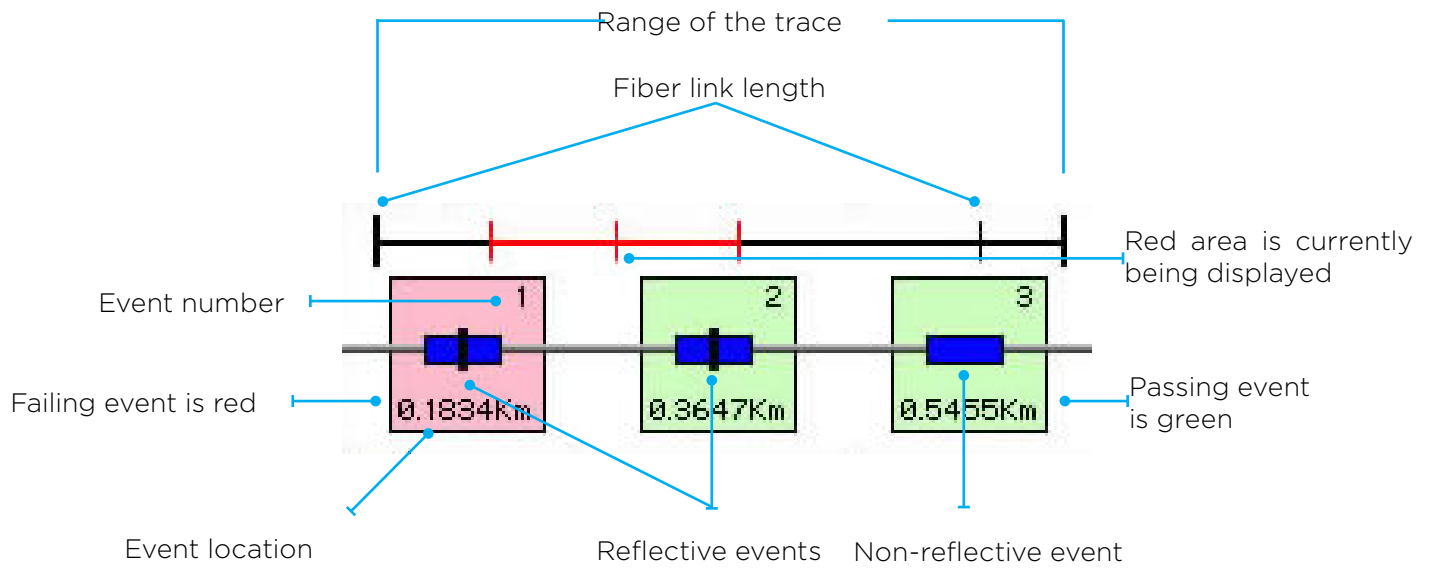 Range of the trace
Fiber link length
Red area is currently
being displayed
Event number
1
2
3
Failing event is red
0.1834Km
0.3647Km
0.5455Km
Passing event
is green
Event location
Reflective events
Non-reflective event